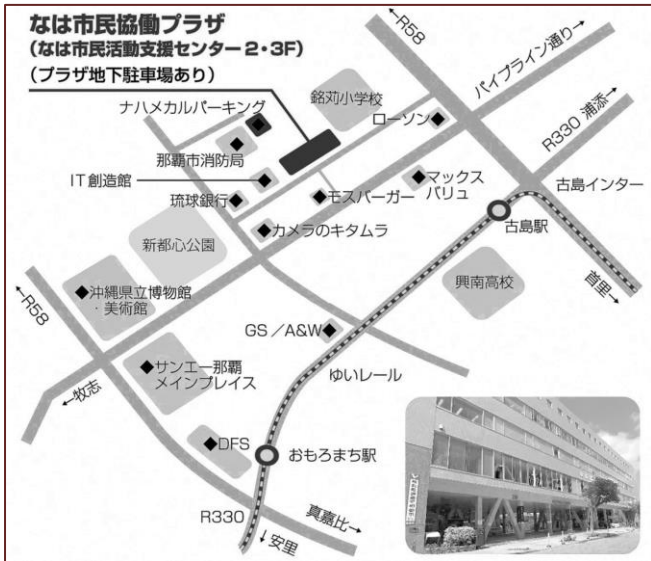 なは市民協働プラザ
(なは市民活動支援センター2・3F)
(プラザ地下駐車場あり)
←R58
パイプライン通り→
ナハメカルパーキング
銘苅小学校
ローソン
R330 浦添→
那覇市消防局
IT創造館
琉球銀行
モスバーガー
マックス
バリュ
古島インター
カメラのキタムラ
古島駅
新都心公園
興南高校
首里→
←R58
沖縄県立博物館
・美術館
GS/A&W
←牧志
サンエー那覇
メインプレイス
ゆいレール
DFS
おもろまち駅
R330
真嘉比→
↓安里